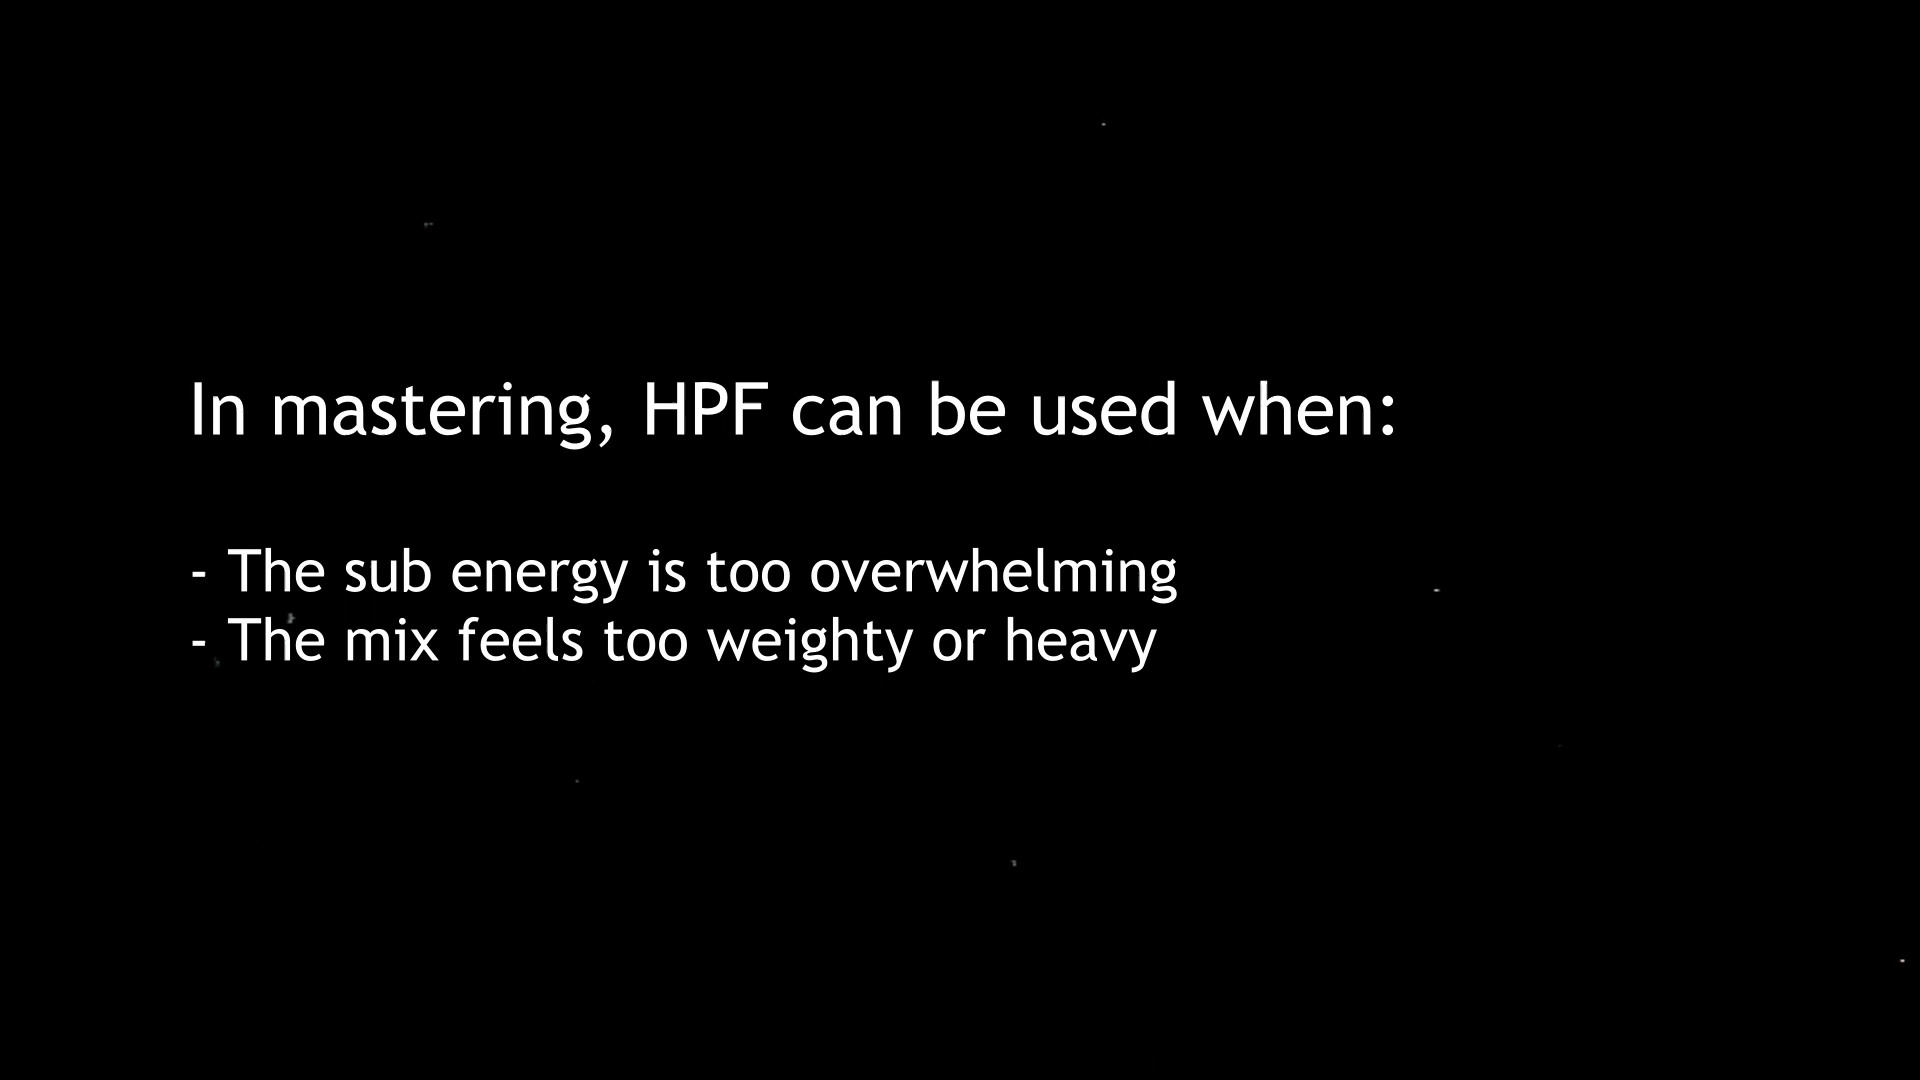 In mastering, HPF can be used when:
- The sub energy is too overwhelming
- The mix feels too weighty or heavy